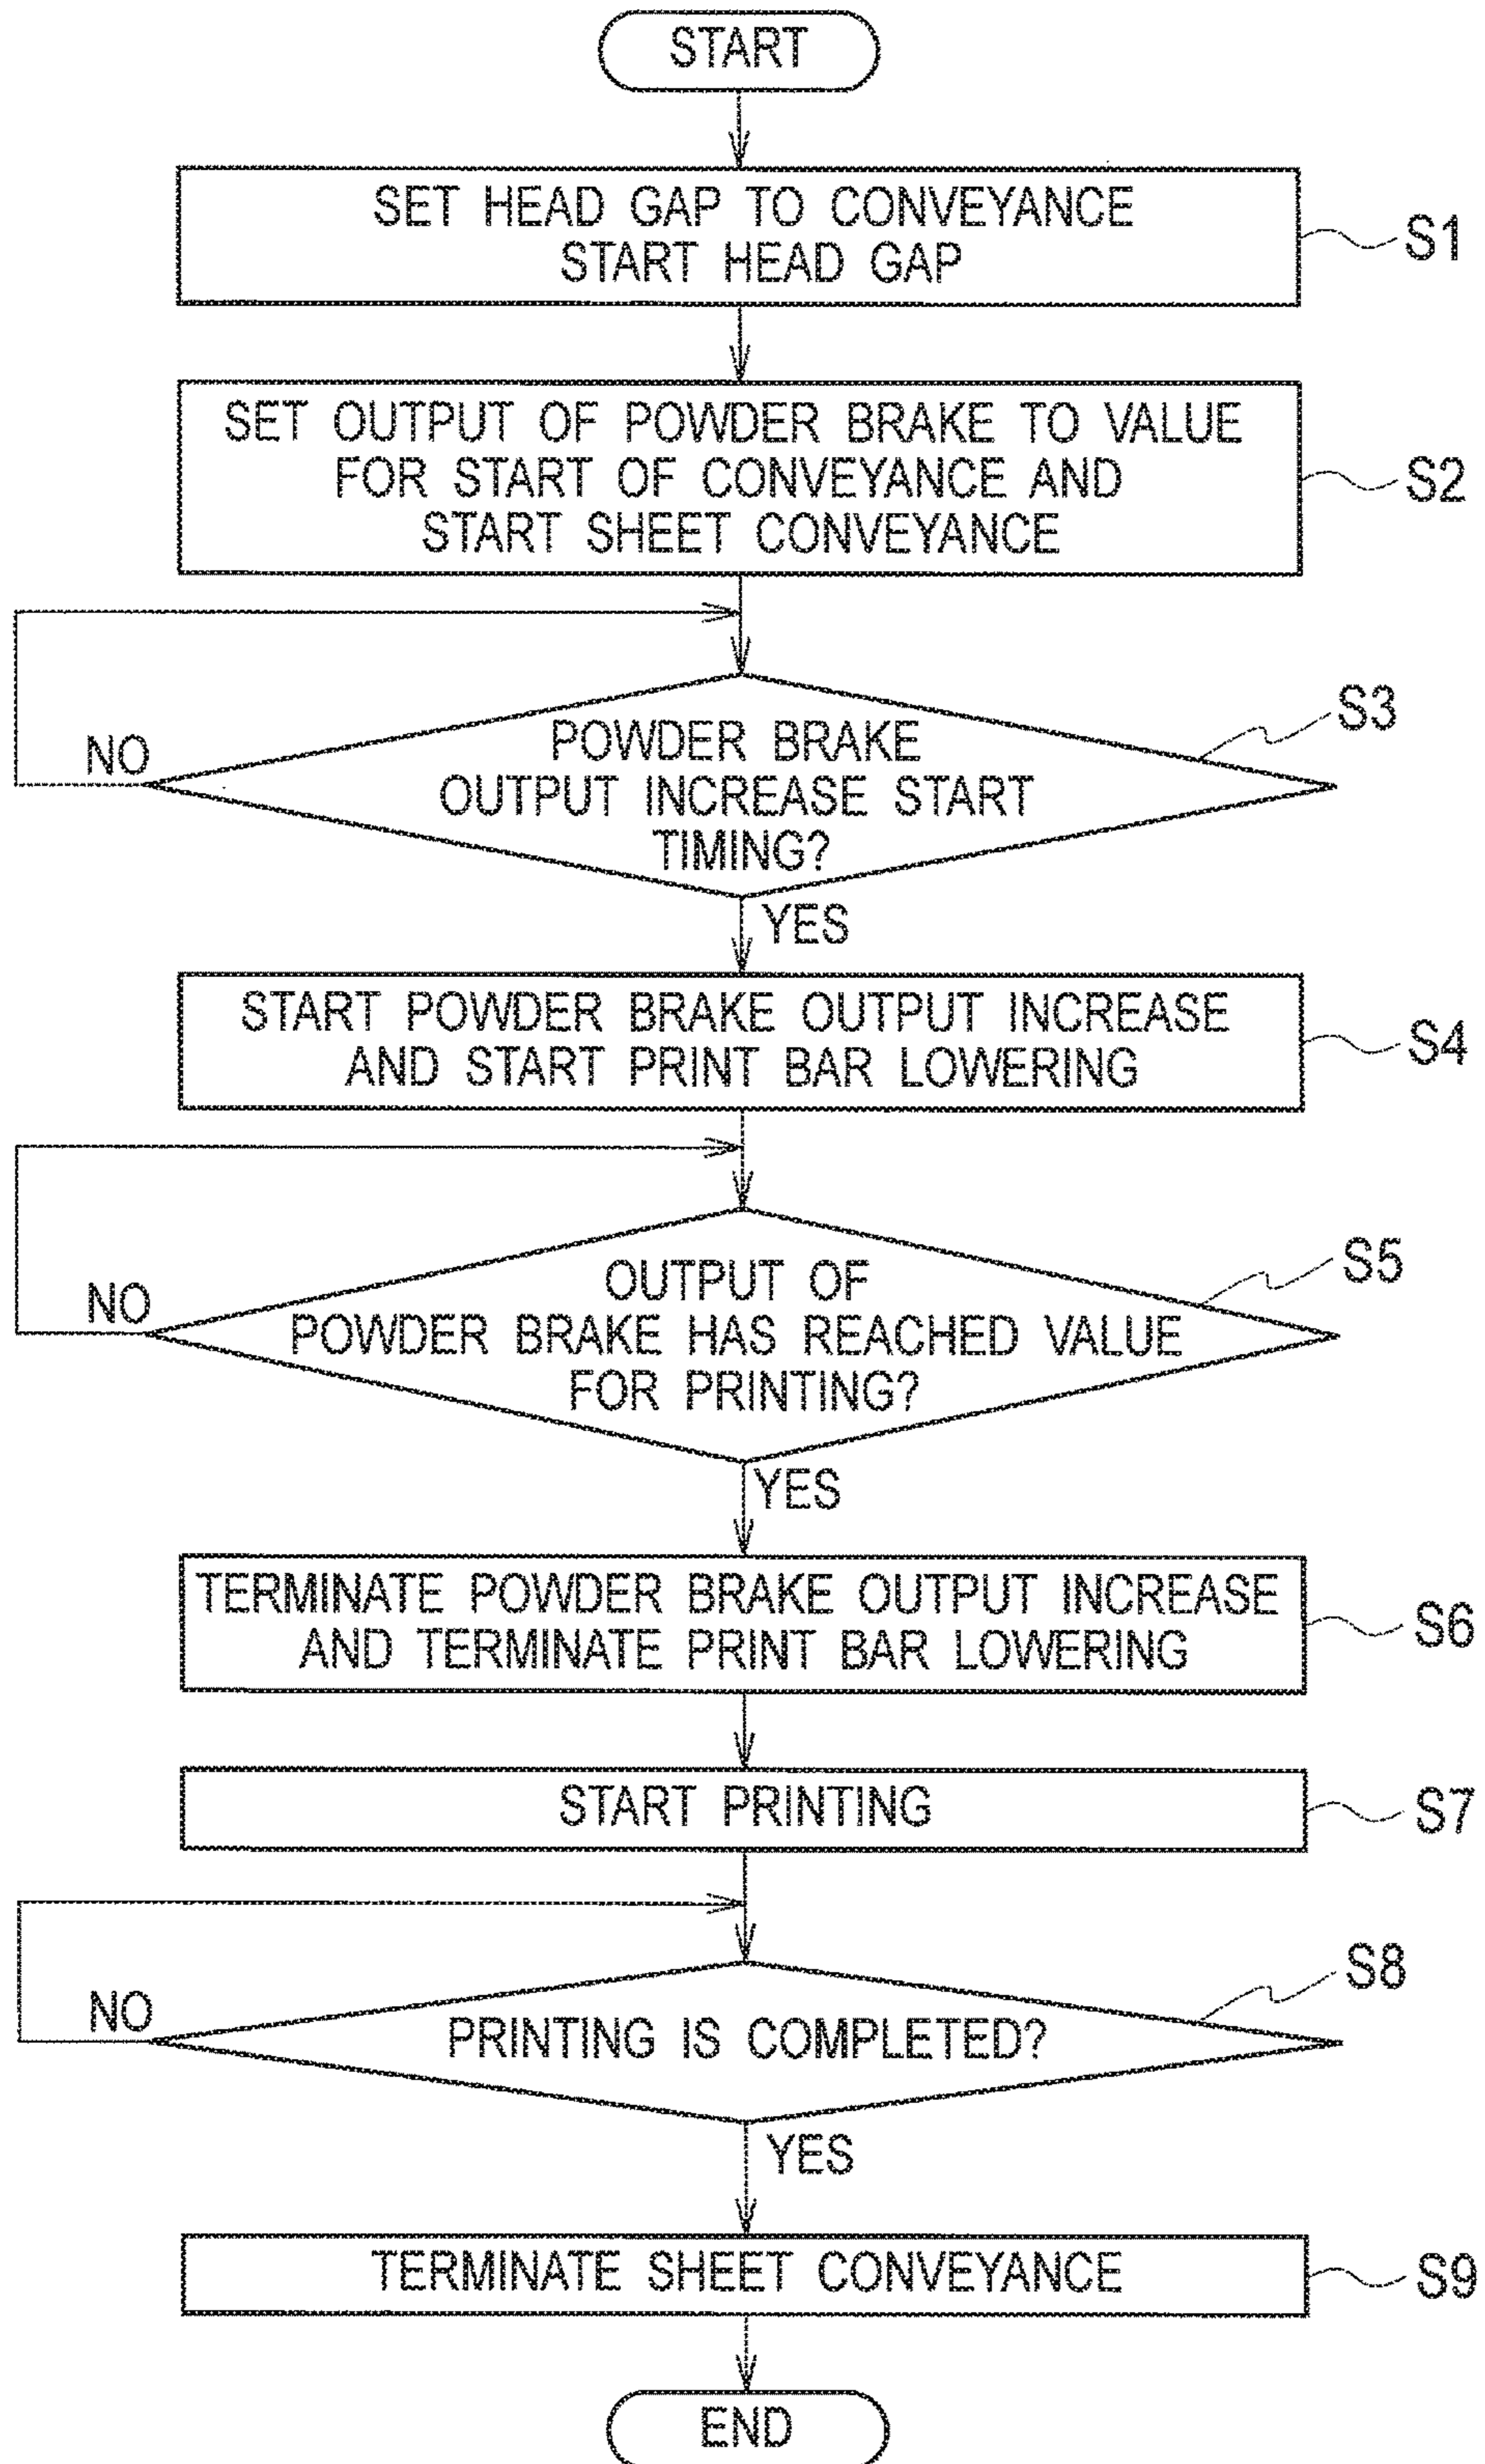 START
SET HEAD GAP TO CONVEYANCE
START HEAD GAP
S1
SET OUTPUT OF POWDER BRAKE TO VALUE
FOR START OF CONVEYANCE AND
START SHEET CONVEYANCE
S2
S3
NO
POWDER BRAKE
OUTPUT INCREASE START
TIMING?
YES
START POWDER BRAKE OUTPUT INCREASE
AND START PRINT BAR LOWERING
S4
S5
NO
OUTPUT OF
POWDER BRAKE HAS REACHED VALUE
FOR PRINTING?
YES
TERMINATE POWDER BRAKE OUTPUT INCREASE
AND TERMINATE PRINT BAR LOWERING
S6
START PRINTING
S7
S8
NO
PRINTING IS COMPLETED?
YES
TERMINATE SHEET CONVEYANCE
S9
END